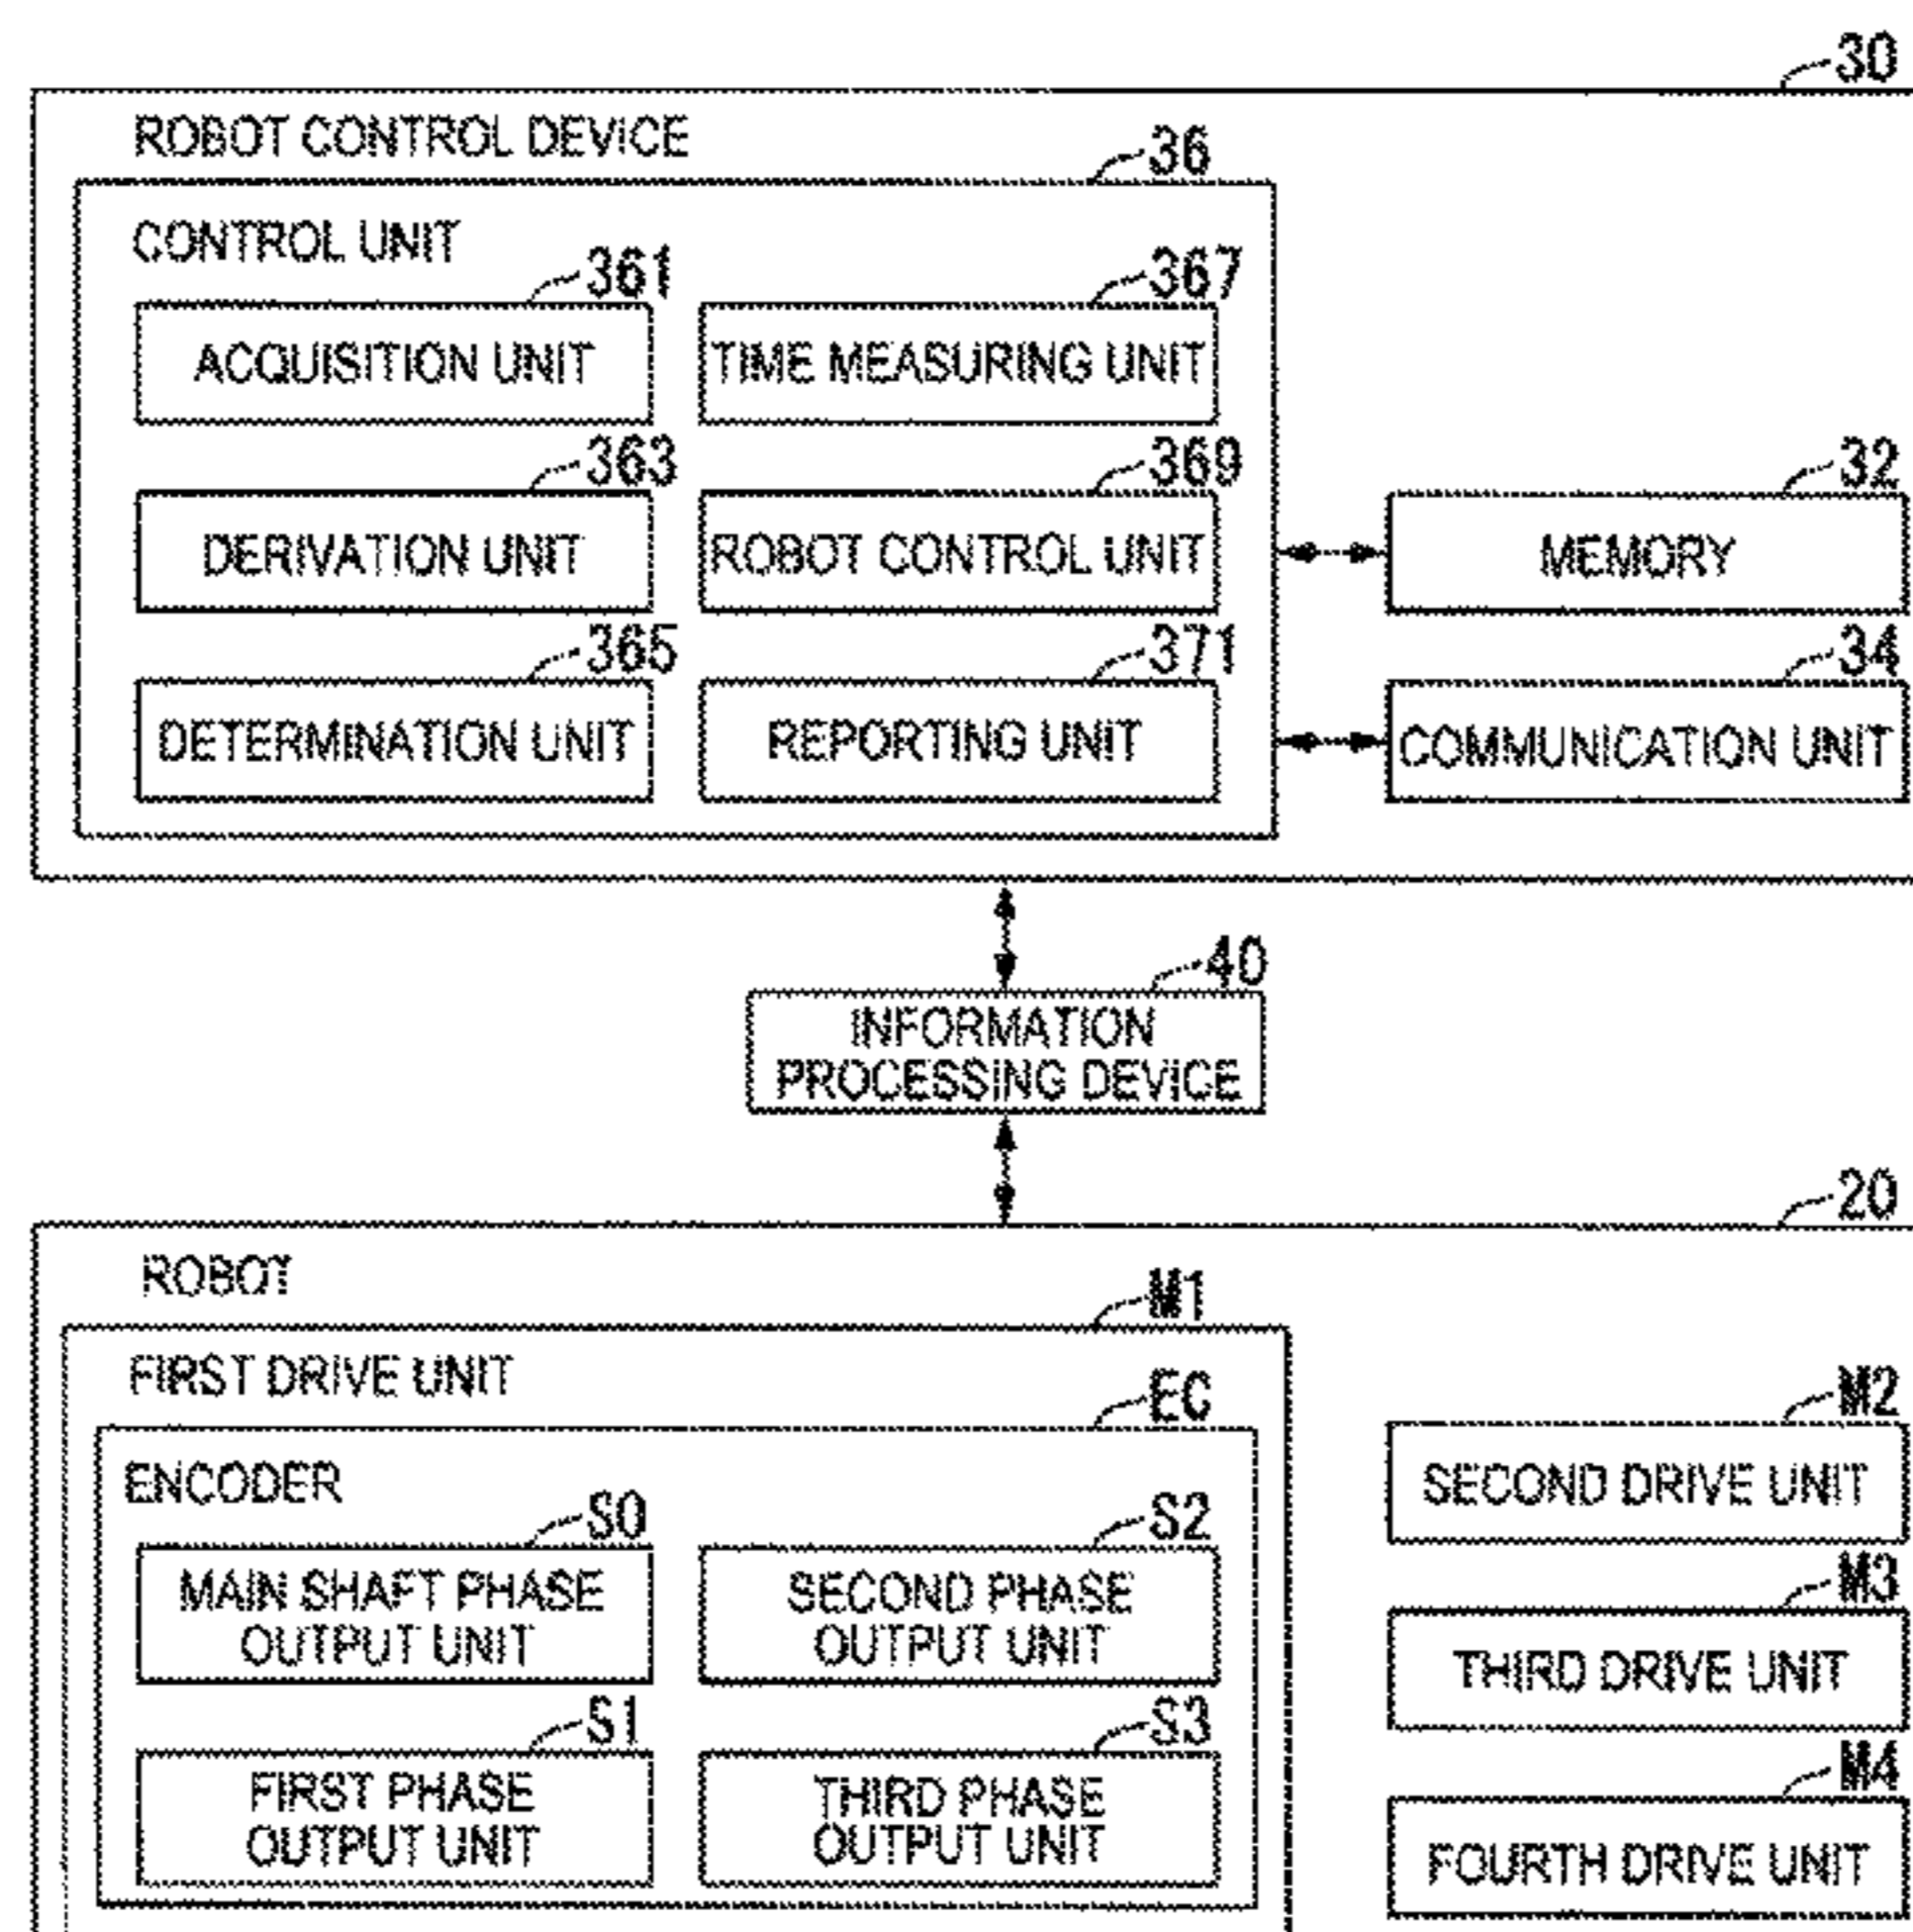 30
ROBOT CONTROL DEVICE
36
CONTROL UNIT
361
367
ACQUISITION UNIT
TIME MEASURING UNIT
363
369
32
DERIVATION UNIT
ROBOT CONTROL UNIT
MEMORY
365
371
34
DETERMINATION UNIT
REPORTING UNIT
COMMUNICATION UNIT
40
INFORMATION
PROCESSING DEVICE
20
ROBOT
M1
FIRST DRIVE UNIT
EC
M2
ENCODER
SECOND DRIVE UNIT
S0
S2
MAIN SHAFT PHASE
OUTPUT UNIT
SECOND PHASE
OUTPUT UNIT
M3
THIRD DRIVE UNIT
S1
S3
FIRST PHASE
OUTPUT UNIT
THIRD PHASE
OUTPUT UNIT
M4
FOURTH DRIVE UNIT